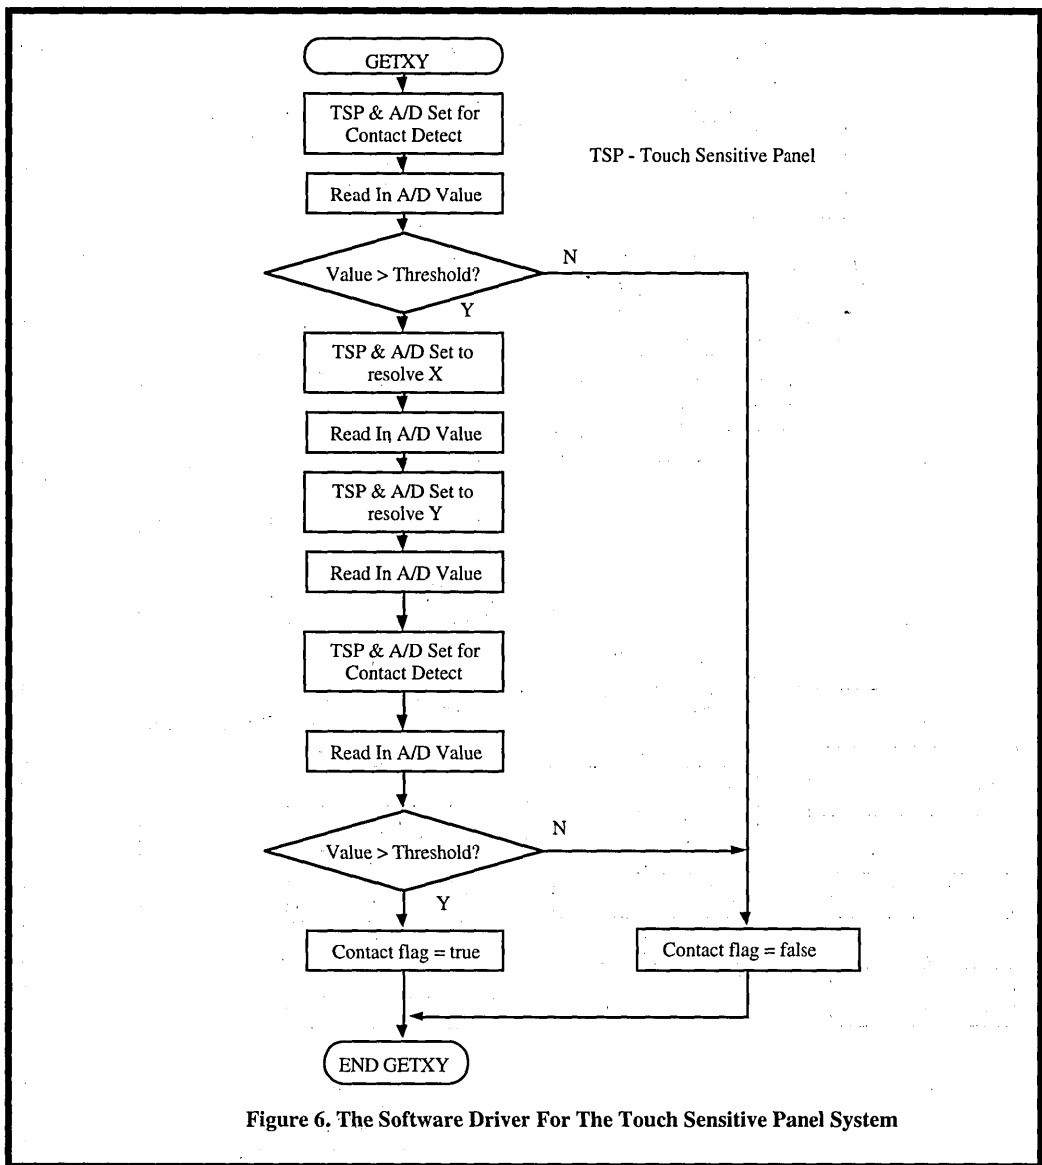 GETXY
TSP & A/D Set for
Contact Detect
TSP - Touch Sensitive Panel
Read In A/D Value
Value > Threshold?
N
Y
TSP & A/D Set to
resolve X
Read In A/D Value
TSP & A/D Set to
resolve Y
Read In A/D Value
TSP & A/D Set for
Contact Detect
Read In A/D Value
Value > Threshold?
N
Y
Contact flag = true
Contact flag = false
END GETXY
Figure 6. The Software Driver For The Touch Sensitive Panel System